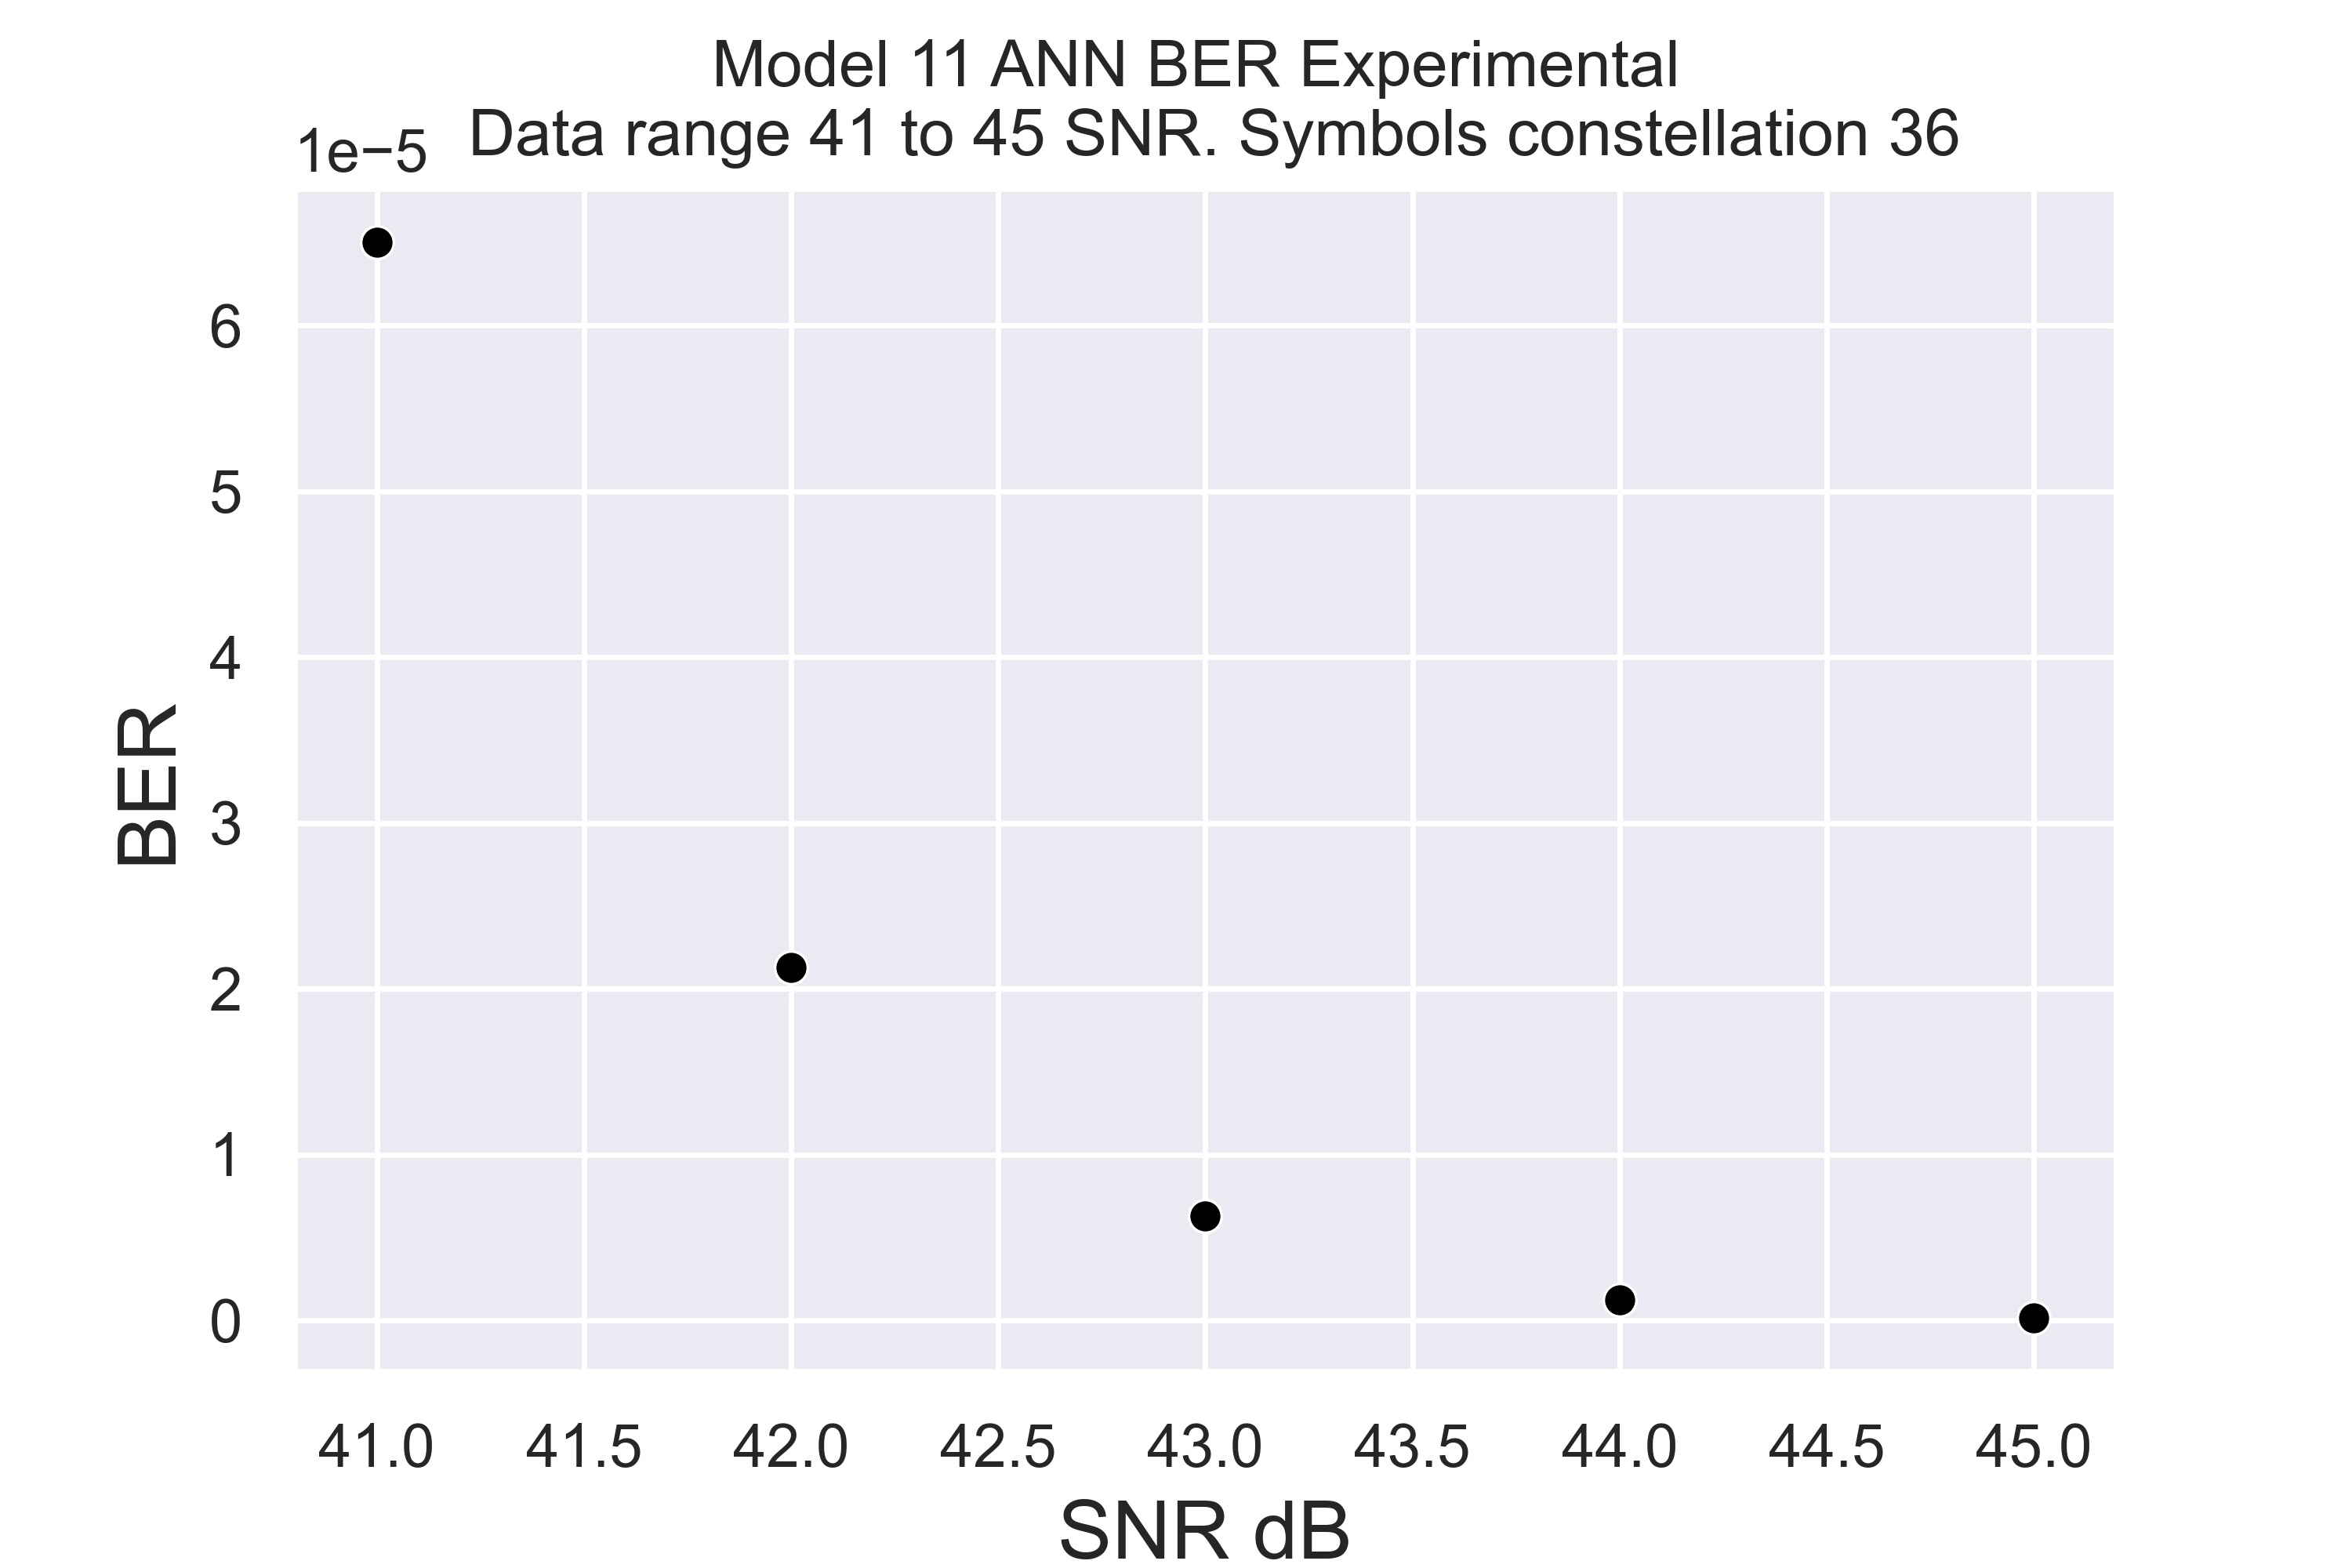 Model 11 ANN BER Experimental
Data range 41 to 45 SNR. Symbols constellation 36
1e−5
6
5
4
3
2
1
0
BER
41.0 41.5 42.0 42.5 43.0 43.5 44.0 44.5 45.0
SNR dB